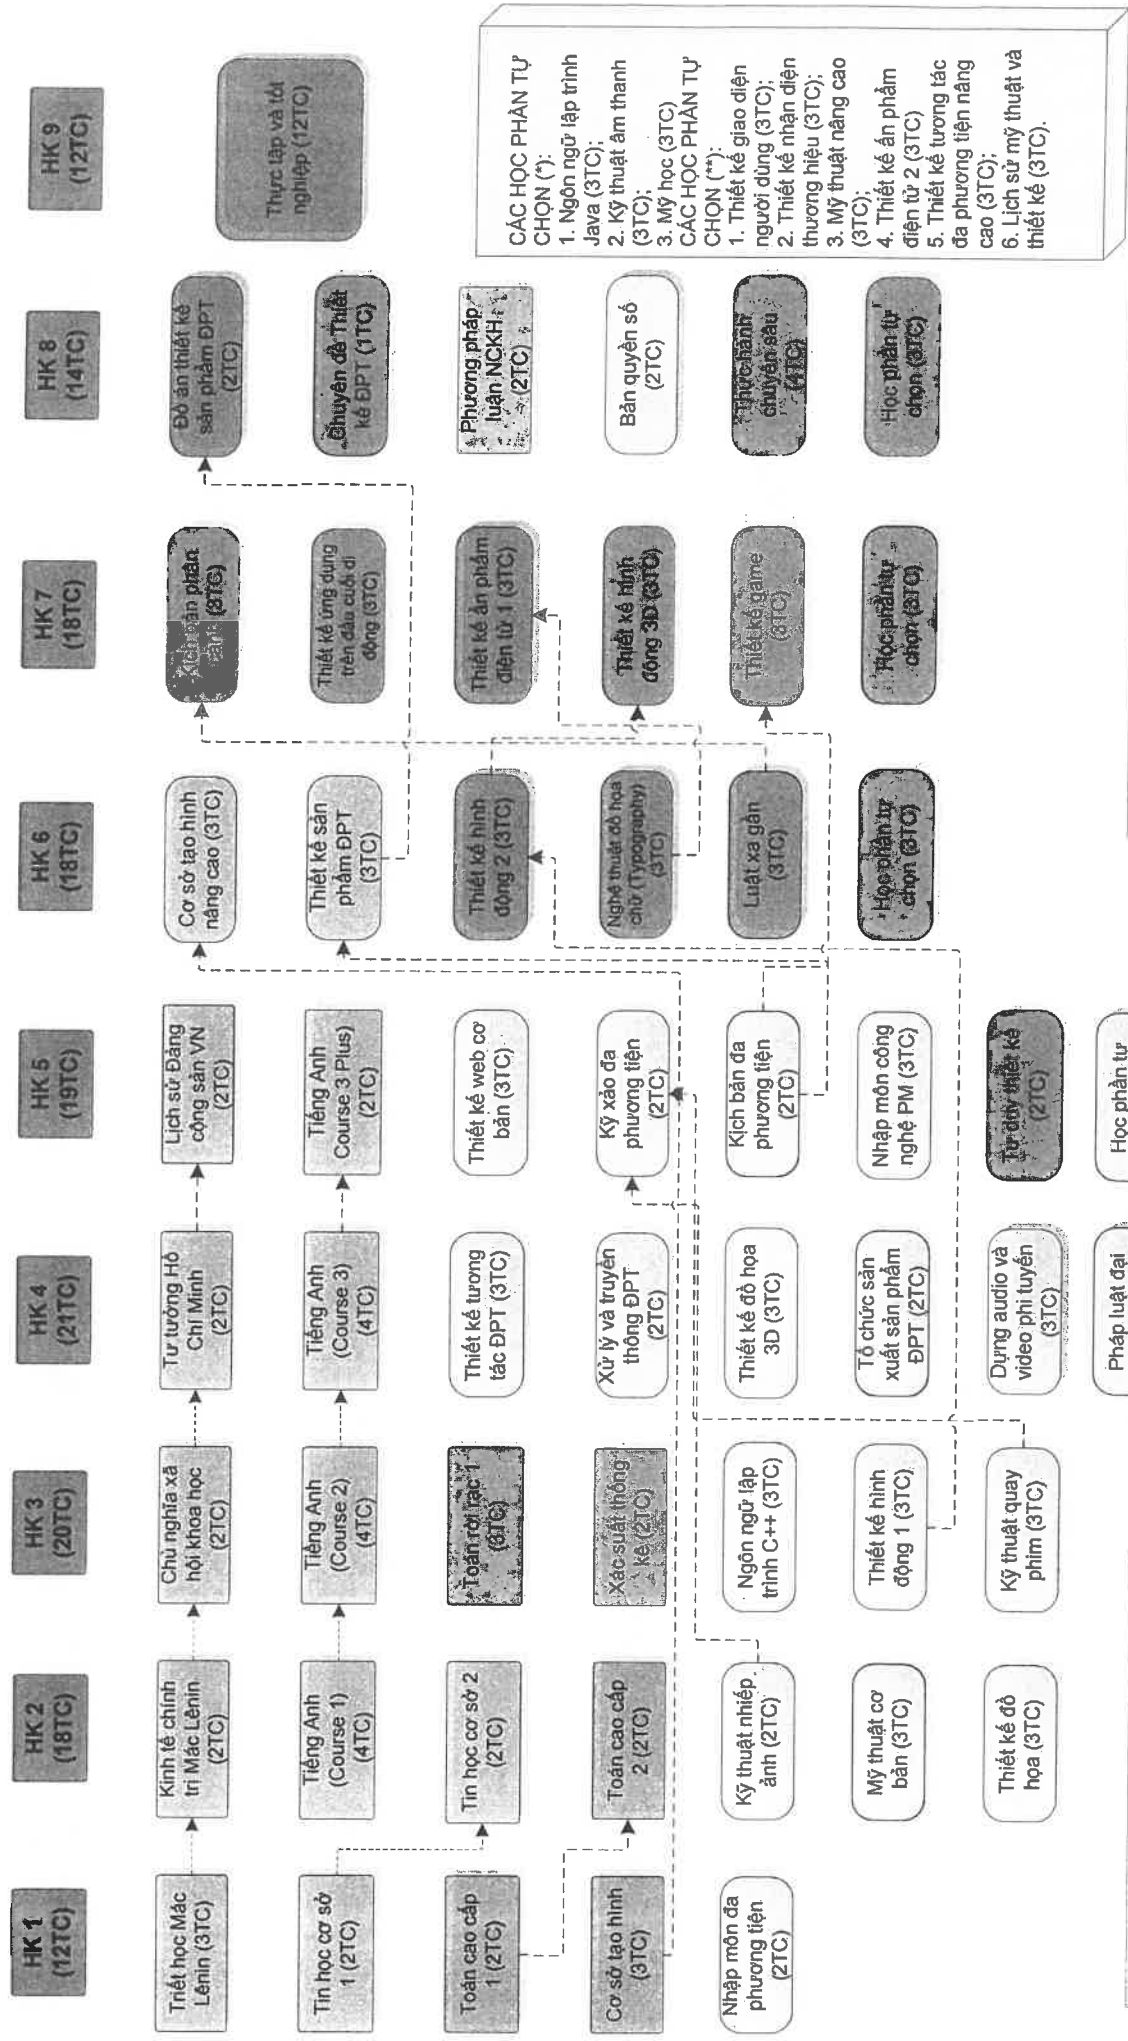 HK 1
(12TC)
Triết học Mác
Lênin (3TC)
Tin học cơ sở
1 (2TC)
Toán cao cấp
1 (2TC)
Cơ sở tạo hình
(3TC)
Nhập môn đa
phương tiện
(2TC)
HK 2
(18TC)
Kinh tế chính
trị Mác Lênin
(2TC)
Tiếng Anh
(Course 1)
(4TC)
Tin học cơ sở 2
(2TC)
Toán cao cấp
2 (2TC)
Kỹ thuật nhiếp
ảnh (2TC)
Mỹ thuật cơ
bản (3TC)
Thiết kế đồ
họa (3TC)
HK 3
(20TC)
Chủ nghĩa xã
hội khoa học
(2TC)
Tiếng Anh
(Course 2)
(4TC)
Toán rời rạc 1
(3TC)
Xác suất thống
kê (2TC)
Ngôn ngữ lập
trình C++ (3TC)
Thiết kế hình
động 1 (3TC)
Kỹ thuật quay
phim (3TC)
HK 4
(21TC)
Tư tưởng Hồ
Chí Minh
(2TC)
Tiếng Anh
(Course 3)
(4TC)
Thiết kế tương
tác ĐPT (3TC)
Xử lý và truyền
thông ĐPT
(2TC)
Thiết kế đồ họa
3D (3TC)
Tổ chức sản
xuất sản phẩm
ĐPT (2TC)
Dựng audio và
video phi tuyến
(3TC)
Pháp luật đại
HK 5
(19TC)
Lịch sử Đảng
cộng sản VN
(2TC)
Tiếng Anh
Course 3 Plus)
(2TC)
Thiết kế web cơ
bản (3TC)
Kỹ xảo đa
phương tiện
(2TC)
Kịch bản đa
phương tiện
(2TC)
Nhập môn công
nghệ PM (3TC)
Tư duy thiết kế
(2TC)
Học phần tự
HK 6
(18TC)
Cơ sở tạo hình
nâng cao (3TC)
Thiết kế sản
phẩm ĐPT
(3TC)
Thiết kế hình
động 2 (3TC)
Nghệ thuật đồ họa
chữ (Typography)
(3TC)
Luật xa gần
(3TC)
Học phần tự
chọn (3TC)
HK 7
(18TC)
phân
(3TC)
Thiết kế ứng dụng
trên đầu cuối di
động (3TC)
Thiết kế ấn phẩm
điện tử 1 (3TC)
Thiết kế hình
động 3D (3TC)
Thiết kế game
(3TC)
Học phần tự
chọn (3TC)
HK 8
(14TC)
Đồ án thiết kế
sản phẩm ĐPT
(2TC)
Chuyên đề Thiết
kế ĐPT (1TC)
Phương pháp
luận NCKH
(2TC)
Bản quyền số
(2TC)
Thực hành
chuyên sâu
(4TC)
Học phần tự
chọn (3TC)
HK 9
(12TC)
Thực tập và tốt
nghiệp (12TC)
CÁC HỌC PHẦN TỰ
CHỌN (*):
1. Ngôn ngữ lập trình
Java (3TC);
2. Kỹ thuật âm thanh
(3TC);
3. Mỹ học (3TC)
CÁC HỌC PHẦN TỰ
CHỌN (**):
1. Thiết kế giao diện
người dùng (3TC);
2. Thiết kế nhận diện
thương hiệu (3TC);
3. Mỹ thuật nâng cao
(3TC);
4. Thiết kế ấn phẩm
điện tử 2 (3TC)
5. Thiết kế tương tác
đa phương tiện nâng
cao (3TC);
6. Lịch sử mỹ thuật và
thiết kế (3TC).